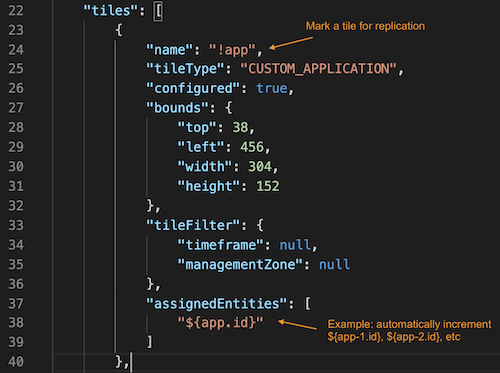 22 "tiles": [
Mark a tile for replication
23 {
24 "name": "!app",
25 "tileType": "CUSTOM_APPLICATION",
26 "configured": true,
27 "bounds": {
28 "top": 38,
29 "left": 456,
30 "width": 304,
31 "height": 152
32 },
33 "tileFilter": {
34 "timeframe": null,
35 "managementZone": null
36 },
37 "assignedEntities": [
38 "${app.id}"
Example: automatically increment
${app-1.id}, ${app-2.id}, etc
39 ]
40 },